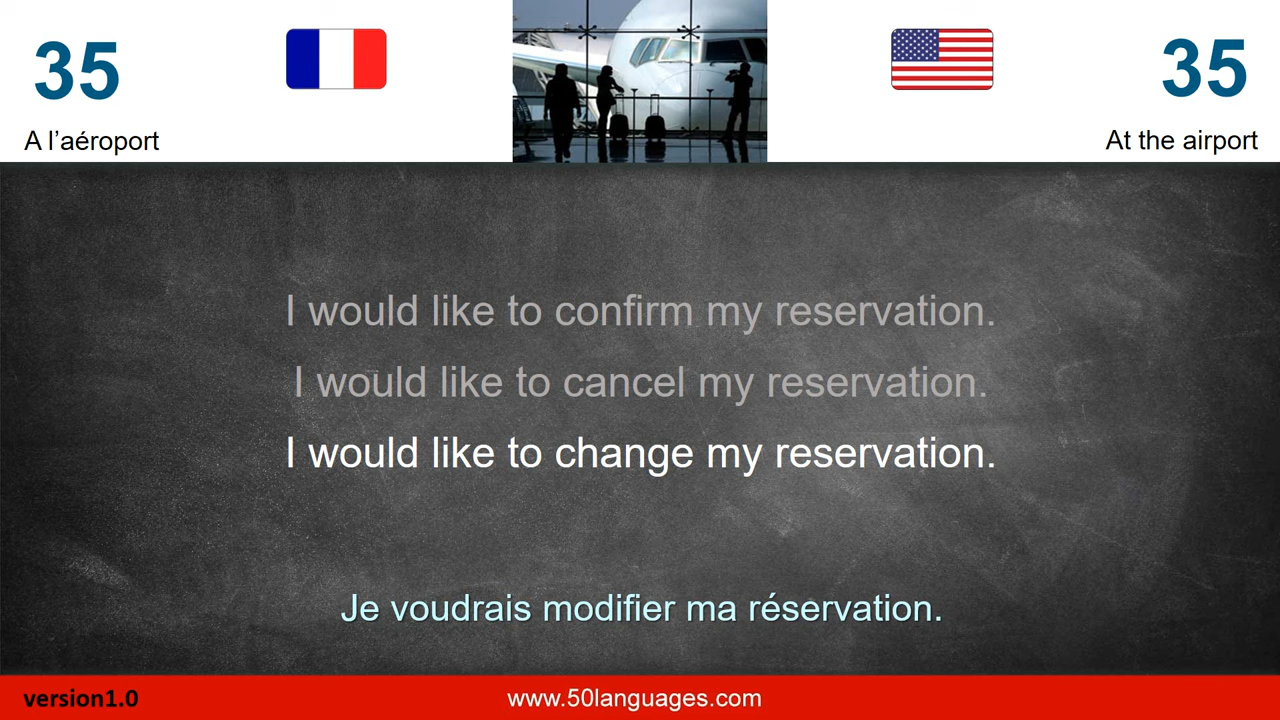 35
35
A l’aéroport
At the airport
I would like to confirm my reservation.
I would like to cancel my reservation.
I would like to change my reservation.
Je voudrais modifier ma réservation.
version1.0
www.50languages.com